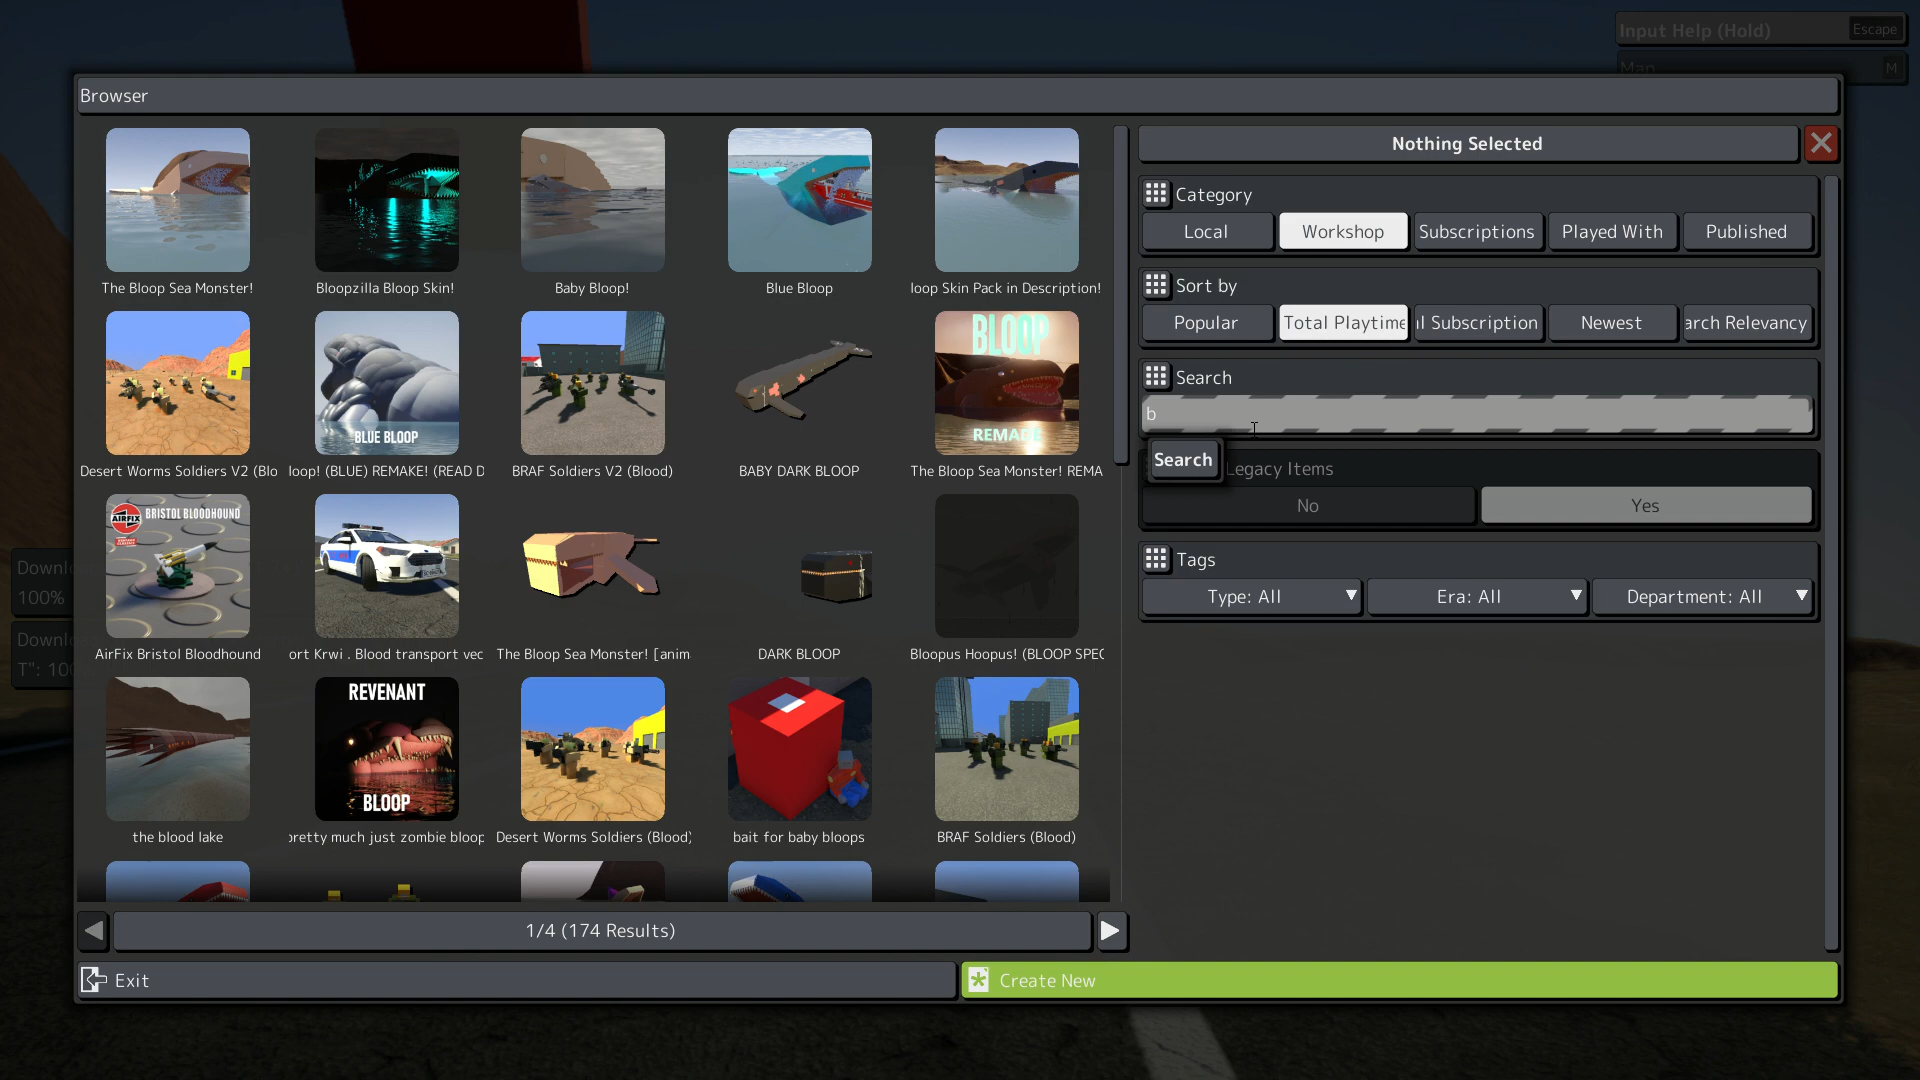 Input Help (Hold) Escape
Map M
Browser
The Bloop Sea Monster!
Bloopzilla Bloop Skin!
Baby Bloop!
Blue Bloop
loop Skin Pack in Description!
BLUE BLOOP
BLOOP
REMAKE
Desert Worms Soldiers V2 (Blo
loop! (BLUE) REMAKE! (READ D
BRAF Soldiers V2 (Blood)
BABY DARK BLOOP
The Bloop Sea Monster! REMA
AIRFIX
BRISTOL BLOODHOUND
AirFix Bristol Bloodhound
ort Krwi . Blood transport vec
The Bloop Sea Monster! [anim
DARK BLOOP
Bloopus Hoopus! (BLOOP SPEC
REVENANT
BLOOP
the blood lake
pretty much just zombie bloop
Desert Worms Soldiers (Blood)
bait for baby bloops
BRAF Soldiers (Blood)
1/4 (174 Results)
Exit
Create New
Nothing Selected
Category
Local
Workshop
Subscriptions
Played With
Published
Sort by
Popular
Total Playtime
l Subscription
Newest
arch Relevancy
Search
b
Search
Legacy Items
No
Yes
Tags
Type: All
Era: All
Department: All
Downl
100%
Downl
T": 100